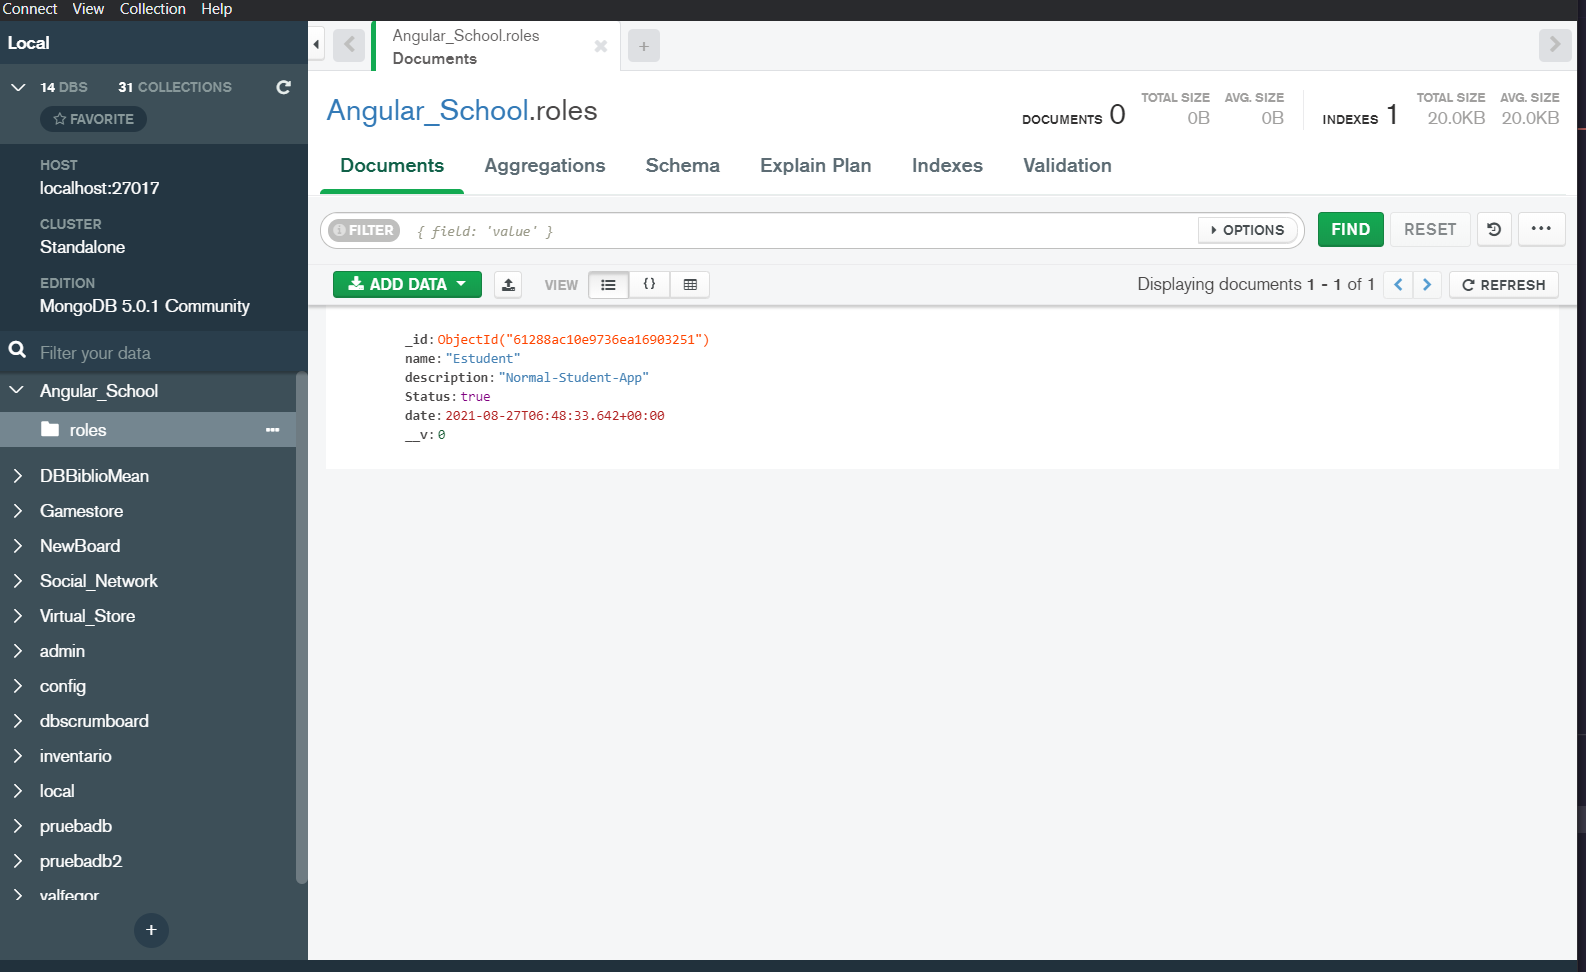 Connect View Collection Help
Local
14 DBS 31 COLLECTIONS
FAVORITE
HOST
localhost:27017
CLUSTER
Standalone
EDITION
MongoDB 5.0.1 Community
Filter your data
Angular_School
roles
DBBiblioMean
Gamestore
NewBoard
Social_Network
Virtual_Store
admin
config
dbscrumboard
inventario
local
pruebadb
pruebadb2
valfegor
+
Angular_School.roles
Documents
+
Angular_School.roles
DOCUMENTS 0
TOTAL SIZE
0B
AVG. SIZE
0B
INDEXES 1
TOTAL SIZE
20.0KB
AVG. SIZE
20.0KB
Documents Aggregations Schema Explain Plan Indexes Validation
FILTER { field: 'value' } OPTIONS FIND RESET ...
ADD DATA VIEW {} Displaying documents 1 - 1 of 1 REFRESH
_id: ObjectId("61288ac10e9736ea16903251")
name: "Estudent"
description: "Normal-Student-App"
Status: true
date: 2021-08-27T06:48:33.642+00:00
__v: 0